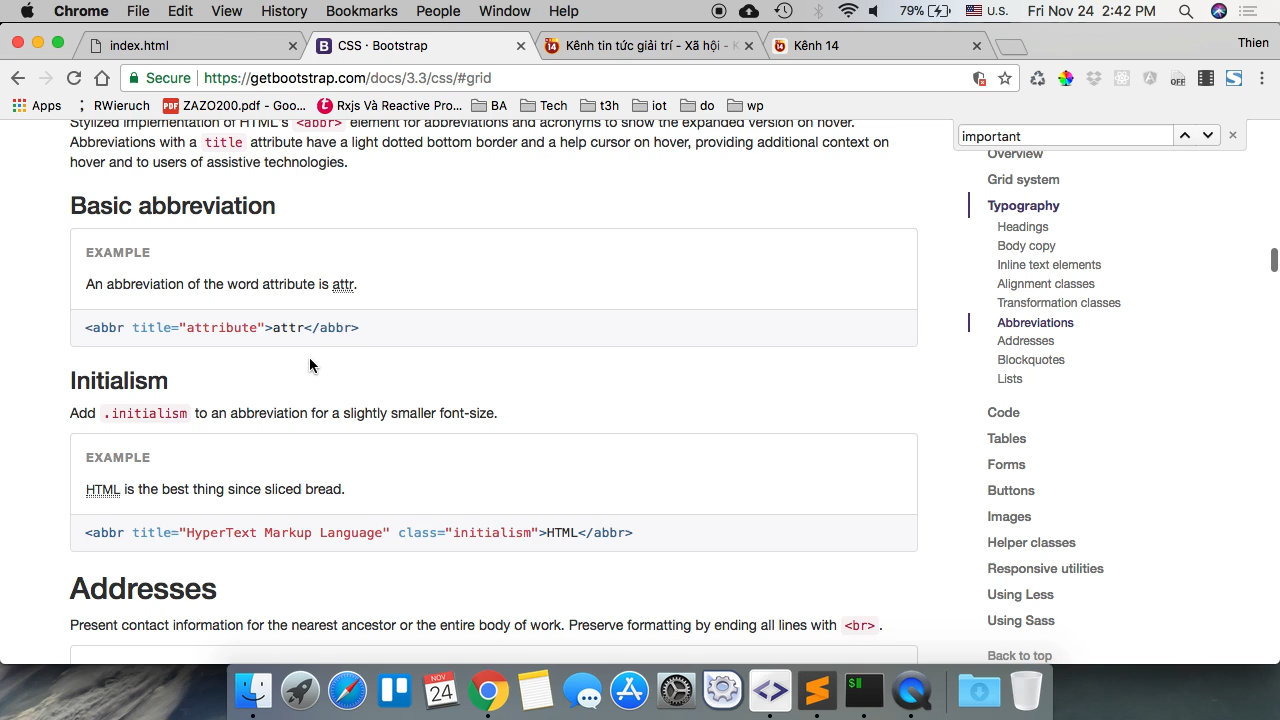 Chrome File Edit View History Bookmarks People Window Help 79% U.S. Fri Nov 24 2:42 PM
index.html CSS · Bootstrap Kênh tin tức giải trí - Xã hội - K Kênh 14 Thien
Secure https://getbootstrap.com/docs/3.3/css/#grid
Apps RWieruch ZAZO200.pdf - Goo... Rxjs Và Reactive Pro... BA Tech t3h iot do wp
important
Stylized implementation of HTML's <abbr> element for abbreviations and acronyms to show the expanded version on hover.
Abbreviations with a title attribute have a light dotted bottom border and a help cursor on hover, providing additional context on
hover and to users of assistive technologies.
Basic abbreviation
EXAMPLE
An abbreviation of the word attribute is attr.
<abbr title="attribute">attr</abbr>
Initialism
Add .initialism to an abbreviation for a slightly smaller font-size.
EXAMPLE
HTML is the best thing since sliced bread.
<abbr title="HyperText Markup Language" class="initialism">HTML</abbr>
Addresses
Present contact information for the nearest ancestor or the entire body of work. Preserve formatting by ending all lines with <br>.
Overview
Grid system
Typography
Headings
Body copy
Inline text elements
Alignment classes
Transformation classes
Abbreviations
Addresses
Blockquotes
Lists
Code
Tables
Forms
Buttons
Images
Helper classes
Responsive utilities
Using Less
Using Sass
Back to top
NOV
24